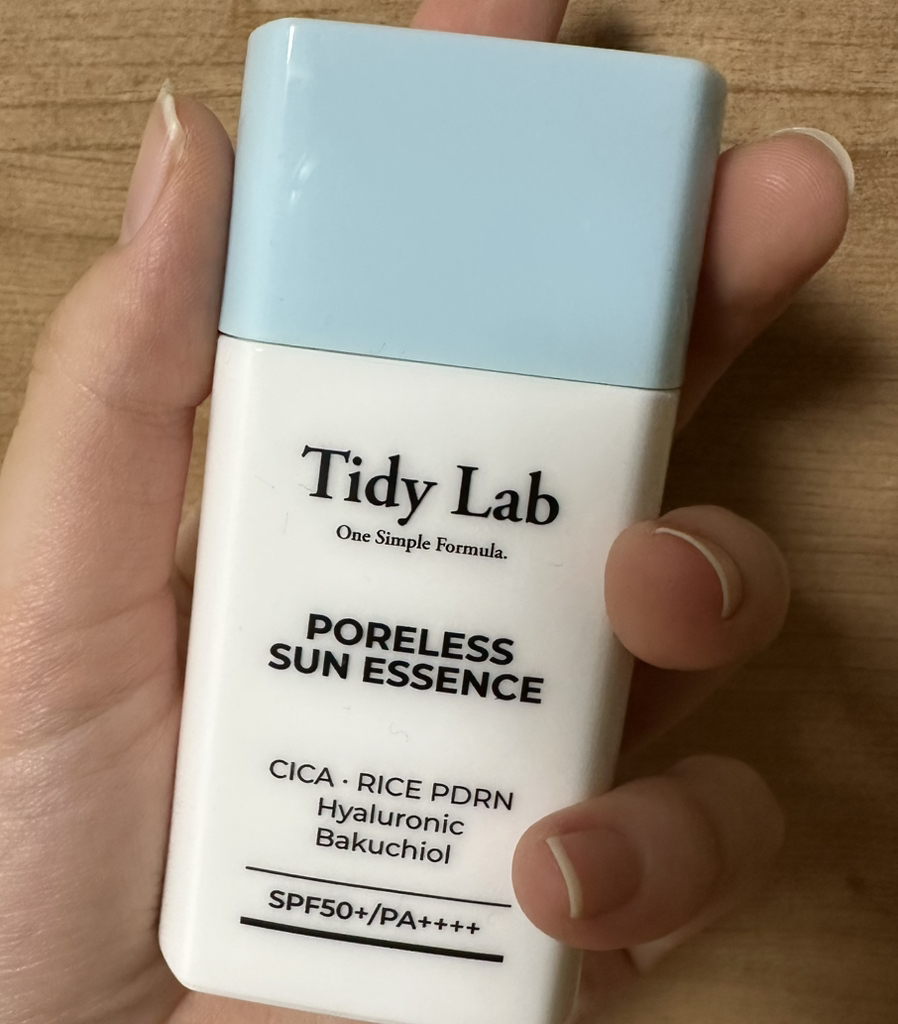 Tidy Lab
One Simple Formula.
PORELESS
SUN ESSENCE
CICA · RICE PDRN
Hyaluronic
Bakuchiol
SPF50+/PA++++